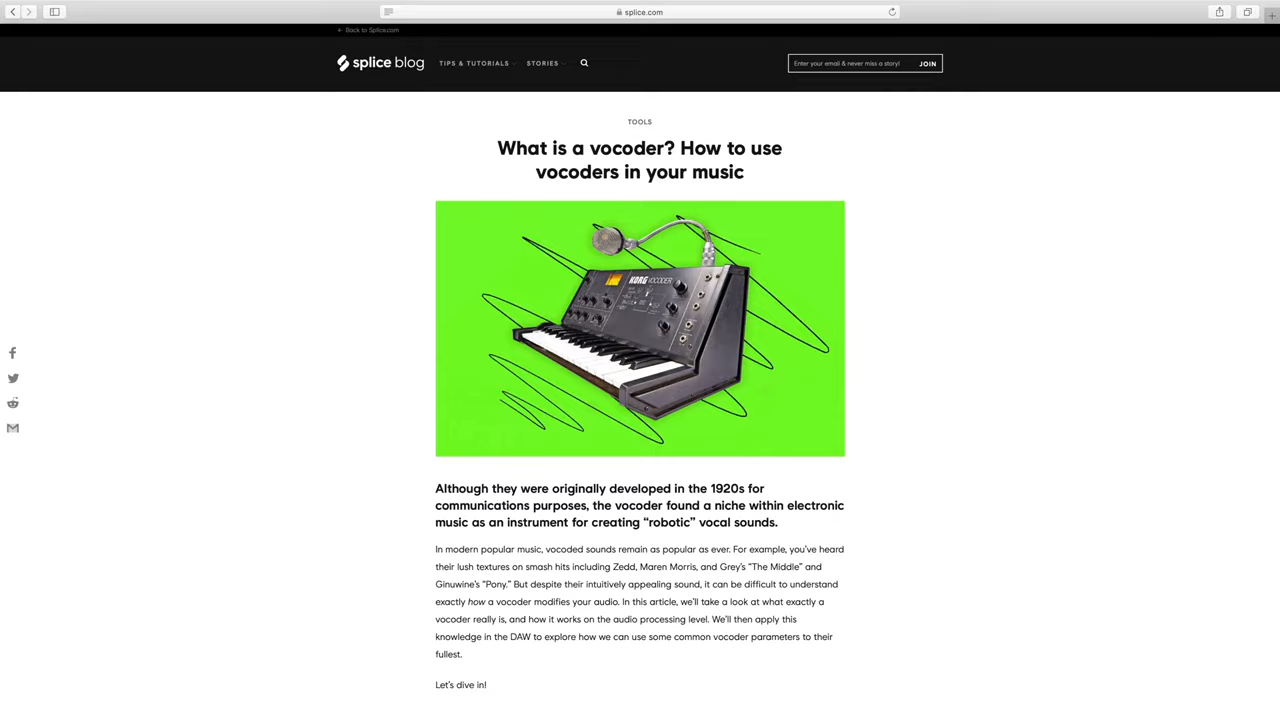 splice.com
← Back to Splice.com
splice blog
TIPS & TUTORIALS
STORIES
Enter your email & never miss a story!
JOIN
TOOLS
What is a vocoder? How to use
vocoders in your music
KORG VOCODER
Although they were originally developed in the 1920s for
communications purposes, the vocoder found a niche within electronic
music as an instrument for creating “robotic” vocal sounds.
In modern popular music, vocoded sounds remain as popular as ever. For example, you’ve heard
their lush textures on smash hits including Zedd, Maren Morris, and Grey’s “The Middle” and
Ginuwine’s “Pony.” But despite their intuitively appealing sound, it can be difficult to understand
exactly how a vocoder modifies your audio. In this article, we’ll take a look at what exactly a
vocoder really is, and how it works on the audio processing level. We’ll then apply this
knowledge in the DAW to explore how we can use some common vocoder parameters to their
fullest.
Let’s dive in!